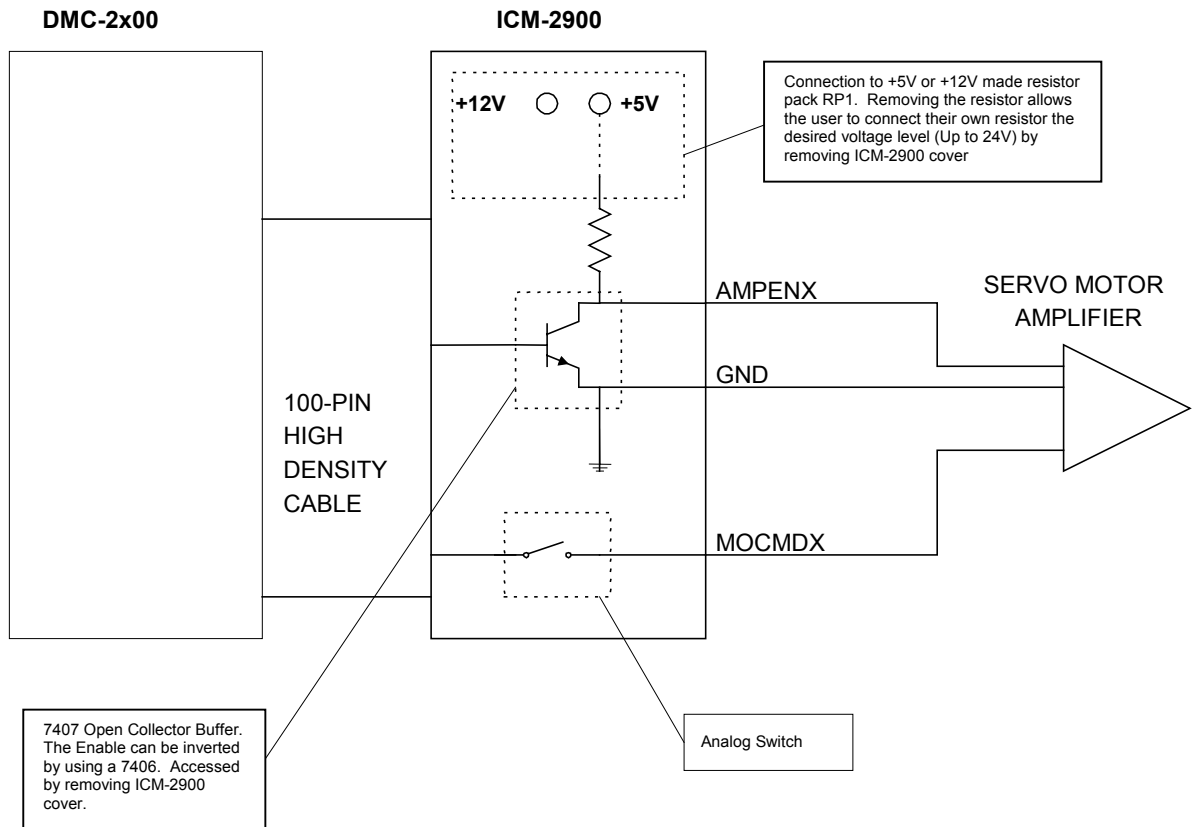 DMC-2x00
ICM-2900
+12V
+5V
Connection to +5V or +12V made resistor
pack RP1.  Removing the resistor allows
the user to connect their own resistor the
desired voltage level (Up to 24V) by
removing ICM-2900 cover
AMPENX
SERVO MOTOR
AMPLIFIER
GND
100-PIN
HIGH
DENSITY
CABLE
MOCMDX
7407 Open Collector Buffer.
The Enable can be inverted
by using a 7406.  Accessed
by removing ICM-2900
cover.
Analog Switch